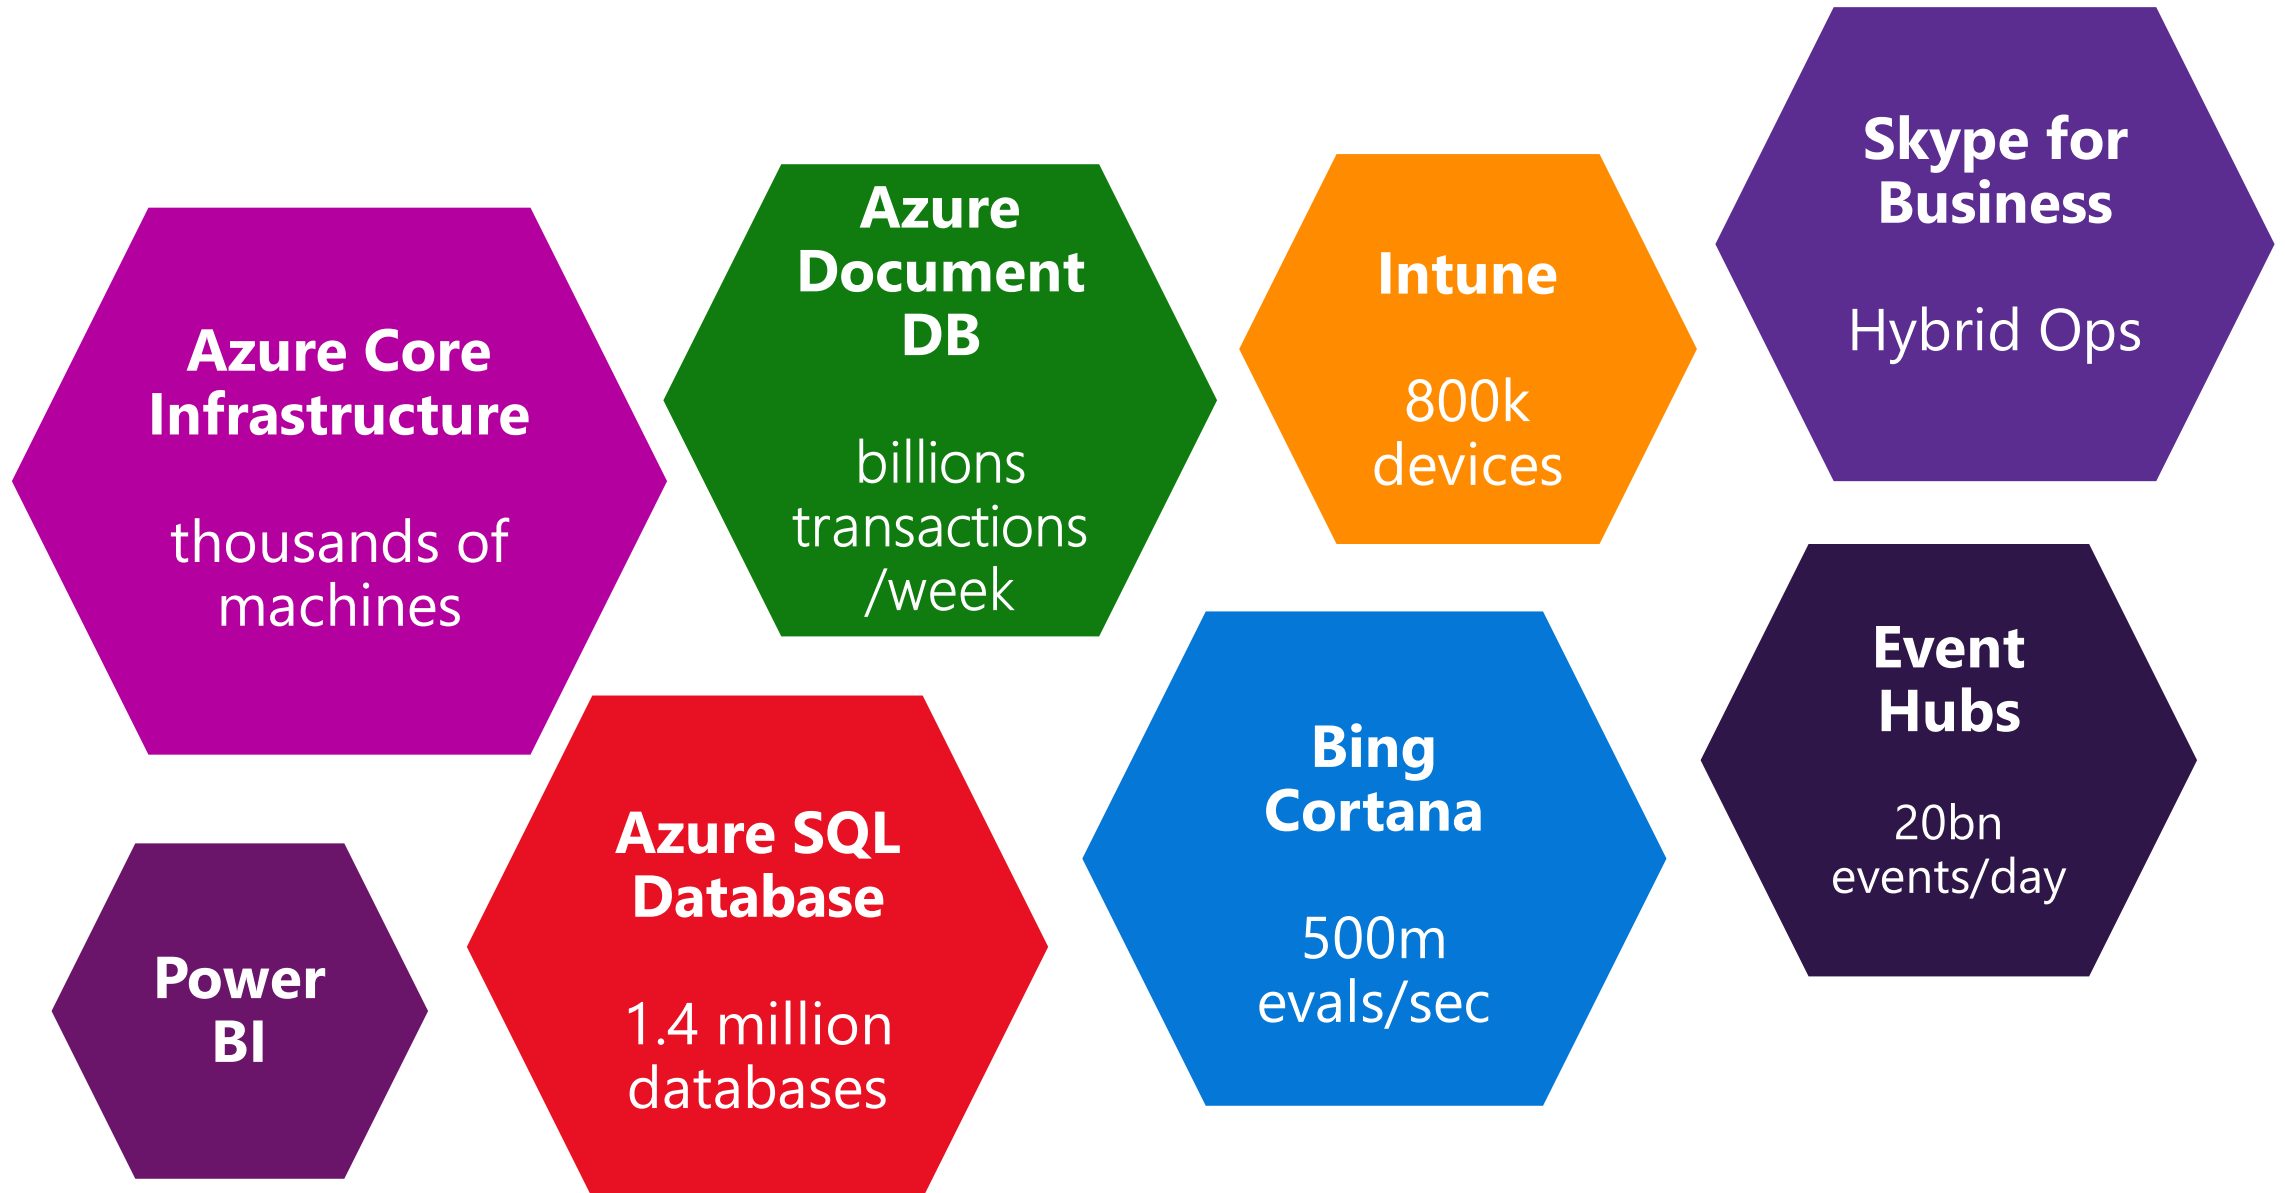 Azure Core
Infrastructure
thousands of
machines
Azure
Document
DB
billions
transactions
/week
Intune
800k
devices
Skype for
Business
Hybrid Ops
Power
BI
Azure SQL
Database
1.4 million
databases
Bing
Cortana
500m
evals/sec
Event
Hubs
20bn
events/day